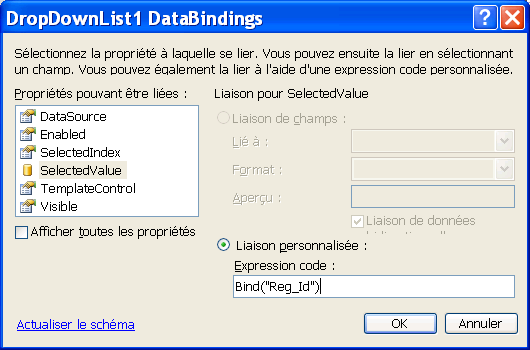 DropDownList1 DataBindings
Sélectionnez la propriété à laquelle se lier. Vous pouvez ensuite la lier en sélectionnant
un champ. Vous pouvez également la lier à l'aide d'une expression code personnalisée.
Propriétés pouvant être liées :
DataSource
Enabled
SelectedIndex
SelectedValue
TemplateControl
Visible
Afficher toutes les propriétés
Liaison pour SelectedValue
Liaison de champs :
Lié à :
Format :
Aperçu :
Liaison de données
Liaison personnalisée :
Expression code :
Bind("Reg_Id")
Actualiser le schéma
OK
Annuler